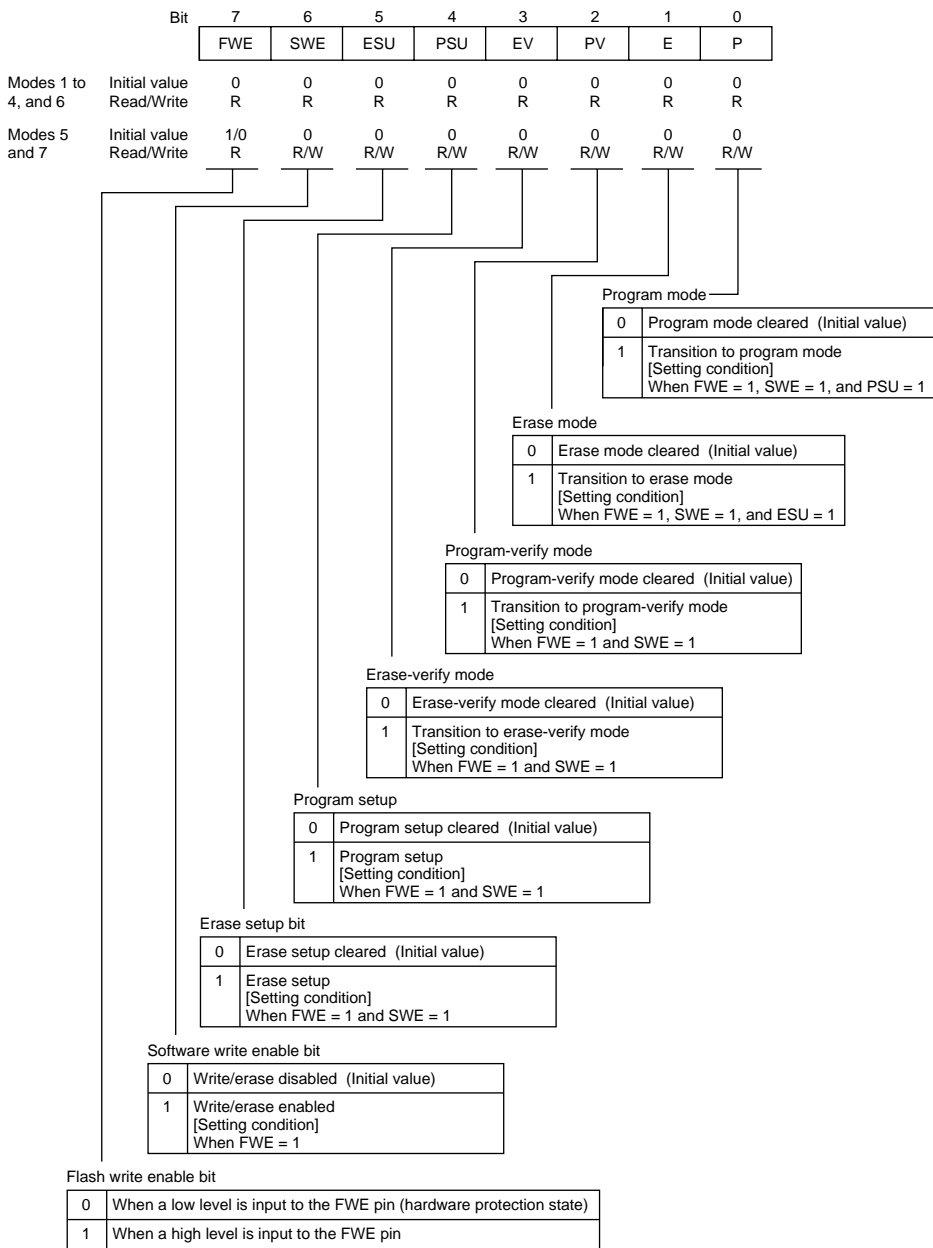 Bit 7 6 5 4 3 2 1 0
FWE SWE ESU PSU EV PV E P
Modes 1 to 4, and 6 Initial value 0 0 0 0 0 0 0 0
Read/Write R R R R R R R R
Modes 5 and 7 Initial value 1/0 0 0 0 0 0 0 0
Read/Write R R/W R/W R/W R/W R/W R/W R/W
Program mode
0 Program mode cleared (Initial value)
1 Transition to program mode
[Setting condition]
When FWE = 1, SWE = 1, and PSU = 1
Erase mode
0 Erase mode cleared (Initial value)
1 Transition to erase mode
[Setting condition]
When FWE = 1, SWE = 1, and ESU = 1
Program-verify mode
0 Program-verify mode cleared (Initial value)
1 Transition to program-verify mode
[Setting condition]
When FWE = 1 and SWE = 1
Erase-verify mode
0 Erase-verify mode cleared (Initial value)
1 Transition to erase-verify mode
[Setting condition]
When FWE = 1 and SWE = 1
Program setup
0 Program setup cleared (Initial value)
1 Program setup
[Setting condition]
When FWE = 1 and SWE = 1
Erase setup bit
0 Erase setup cleared (Initial value)
1 Erase setup
[Setting condition]
When FWE = 1 and SWE = 1
Software write enable bit
0 Write/erase disabled (Initial value)
1 Write/erase enabled
[Setting condition]
When FWE = 1
Flash write enable bit
0 When a low level is input to the FWE pin (hardware protection state)
1 When a high level is input to the FWE pin